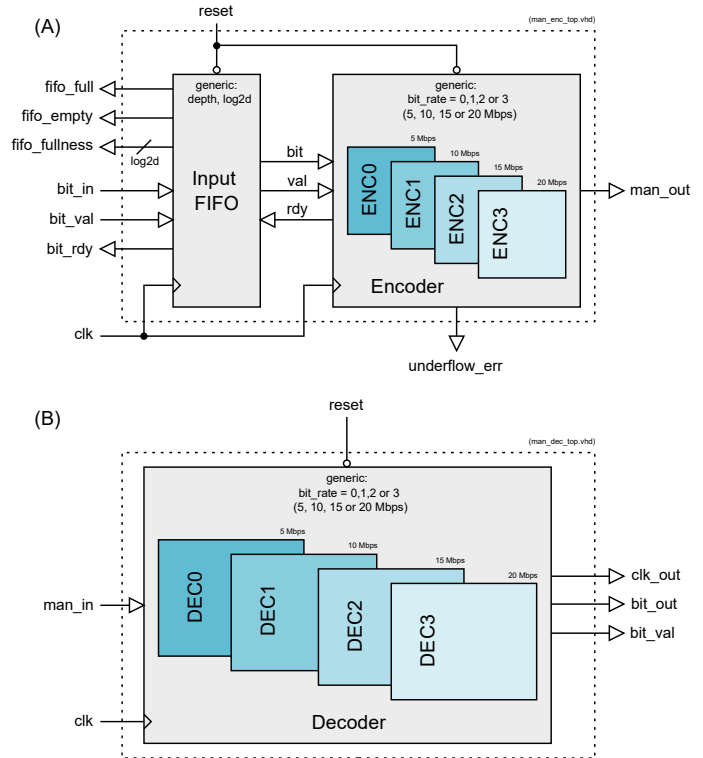 reset
(A)
(man_enc_top.vhd)
generic:
depth, log2d
generic:
bit_rate = 0,1,2 or 3
(5, 10, 15 or 20 Mbps)
fifo_full
fifo_empty
fifo_fullness
log2d
bit_in
bit_val
bit_rdy
clk
Input
FIFO
bit
val
rdy
5 Mbps
10 Mbps
15 Mbps
20 Mbps
ENC0
ENC1
ENC2
ENC3
Encoder
man_out
underflow_err
(B)
reset
(man_dec_top.vhd)
generic:
bit_rate = 0,1,2 or 3
(5, 10, 15 or 20 Mbps)
5 Mbps
10 Mbps
15 Mbps
20 Mbps
DEC0
DEC1
DEC2
DEC3
man_in
clk
Decoder
clk_out
bit_out
bit_val